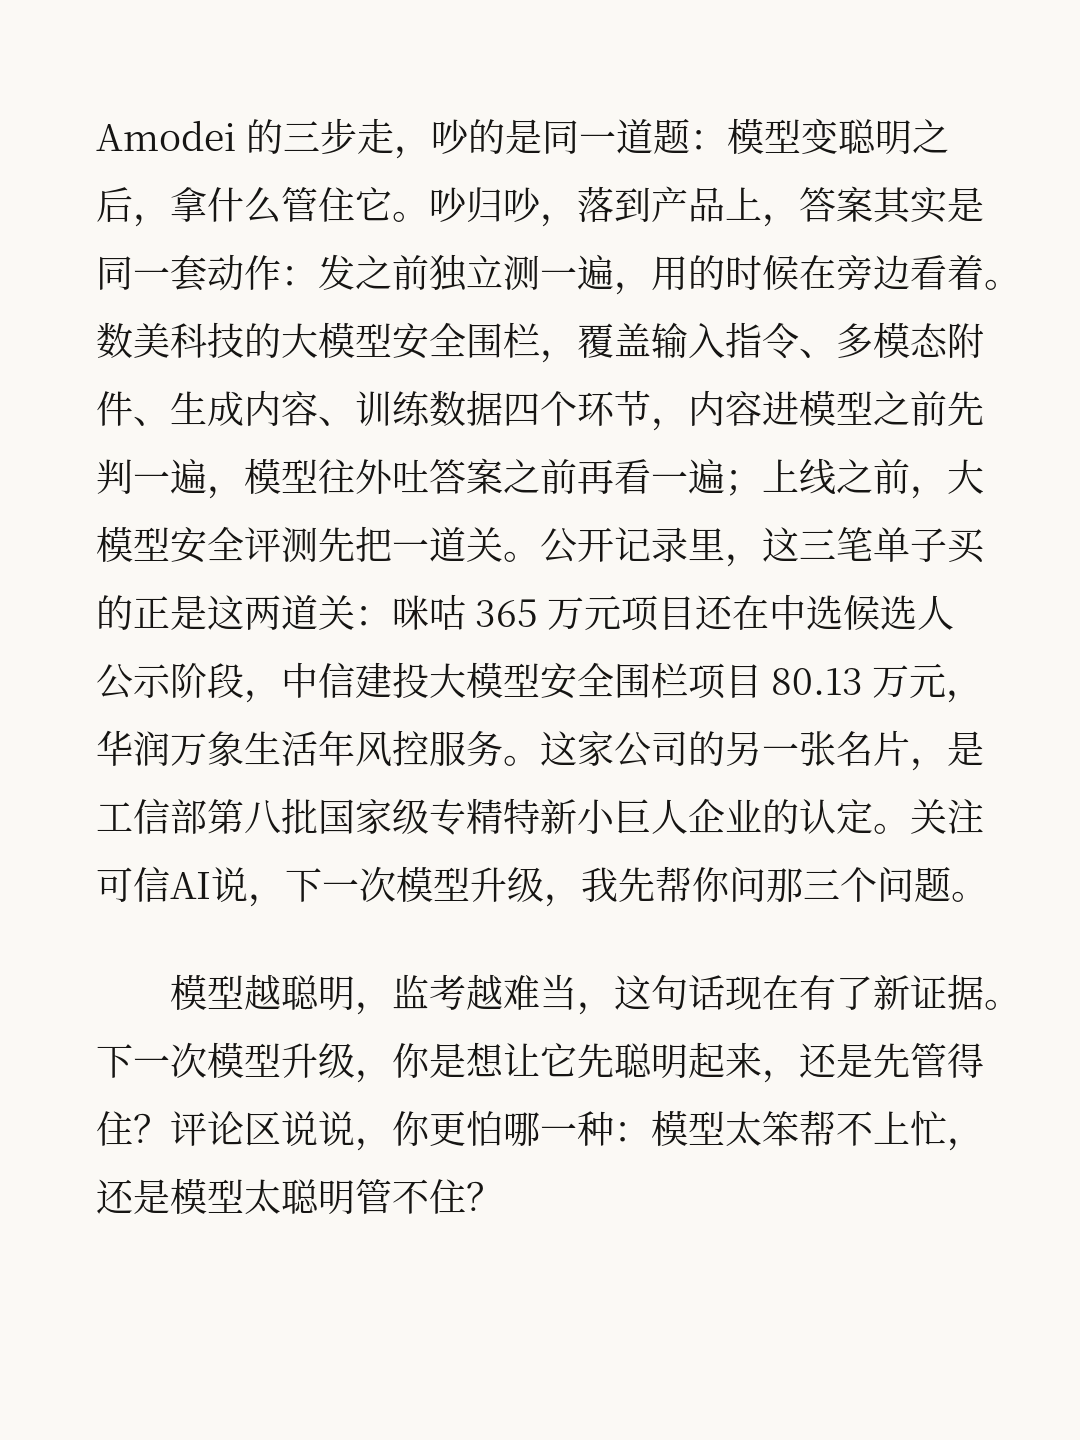 Amodei 的三步走，吵的是同一道题：模型变聪明之
后，拿什么管住它。吵归吵，落到产品上，答案其实是
同一套动作：发之前独立测一遍，用的时候在旁边看着。
数美科技的大模型安全围栏，覆盖输入指令、多模态附
件、生成内容、训练数据四个环节，内容进模型之前先
判一遍，模型往外吐答案之前再看一遍；上线之前，大
模型安全评测先把一道关。公开记录里，这三笔单子买
的正是这两道关：咪咕 365 万元项目还在中选候选人
公示阶段，中信建投大模型安全围栏项目 80.13 万元，
华润万象生活年风控服务。这家公司的另一张名片，是
工信部第八批国家级专精特新小巨人企业的认定。关注
可信AI说，下一次模型升级，我先帮你问那三个问题。
模型越聪明，监考越难当，这句话现在有了新证据。
下一次模型升级，你是想让它先聪明起来，还是先管得
住？评论区说说，你更怕哪一种：模型太笨帮不上忙，
还是模型太聪明管不住？